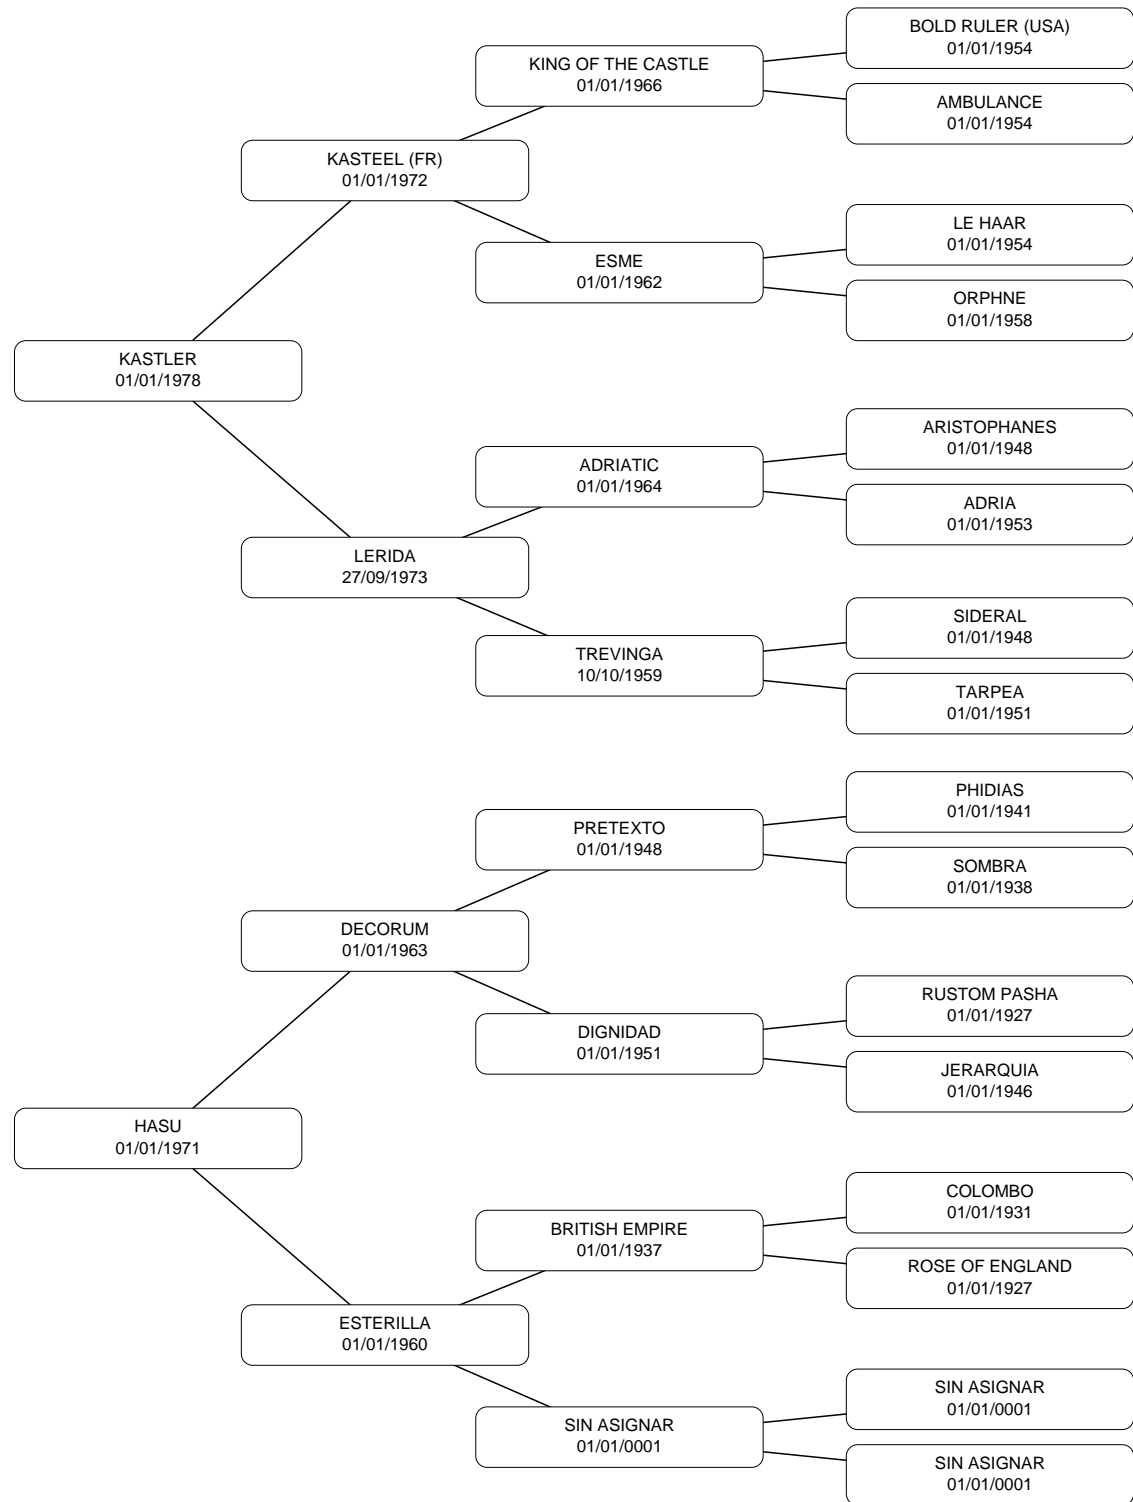 BOLD RULER (USA)
01/01/1954
KING OF THE CASTLE
01/01/1966
AMBULANCE
01/01/1954
KASTEEL (FR)
01/01/1972
LE HAAR
01/01/1954
ESME
01/01/1962
ORPHNE
01/01/1958
KASTLER
01/01/1978
ARISTOPHANES
01/01/1948
ADRIATIC
01/01/1964
ADRIA
01/01/1953
LERIDA
27/09/1973
SIDERAL
01/01/1948
TREVINGA
10/10/1959
TARPEA
01/01/1951
PHIDIAS
01/01/1941
PRETEXTO
01/01/1948
SOMBRA
01/01/1938
DECORUM
01/01/1963
RUSTOM PASHA
01/01/1927
DIGNIDAD
01/01/1951
JERARQUIA
01/01/1946
HASU
01/01/1971
COLOMBO
01/01/1931
BRITISH EMPIRE
01/01/1937
ROSE OF ENGLAND
01/01/1927
ESTERILLA
01/01/1960
SIN ASIGNAR
01/01/0001
SIN ASIGNAR
01/01/0001
SIN ASIGNAR
01/01/0001